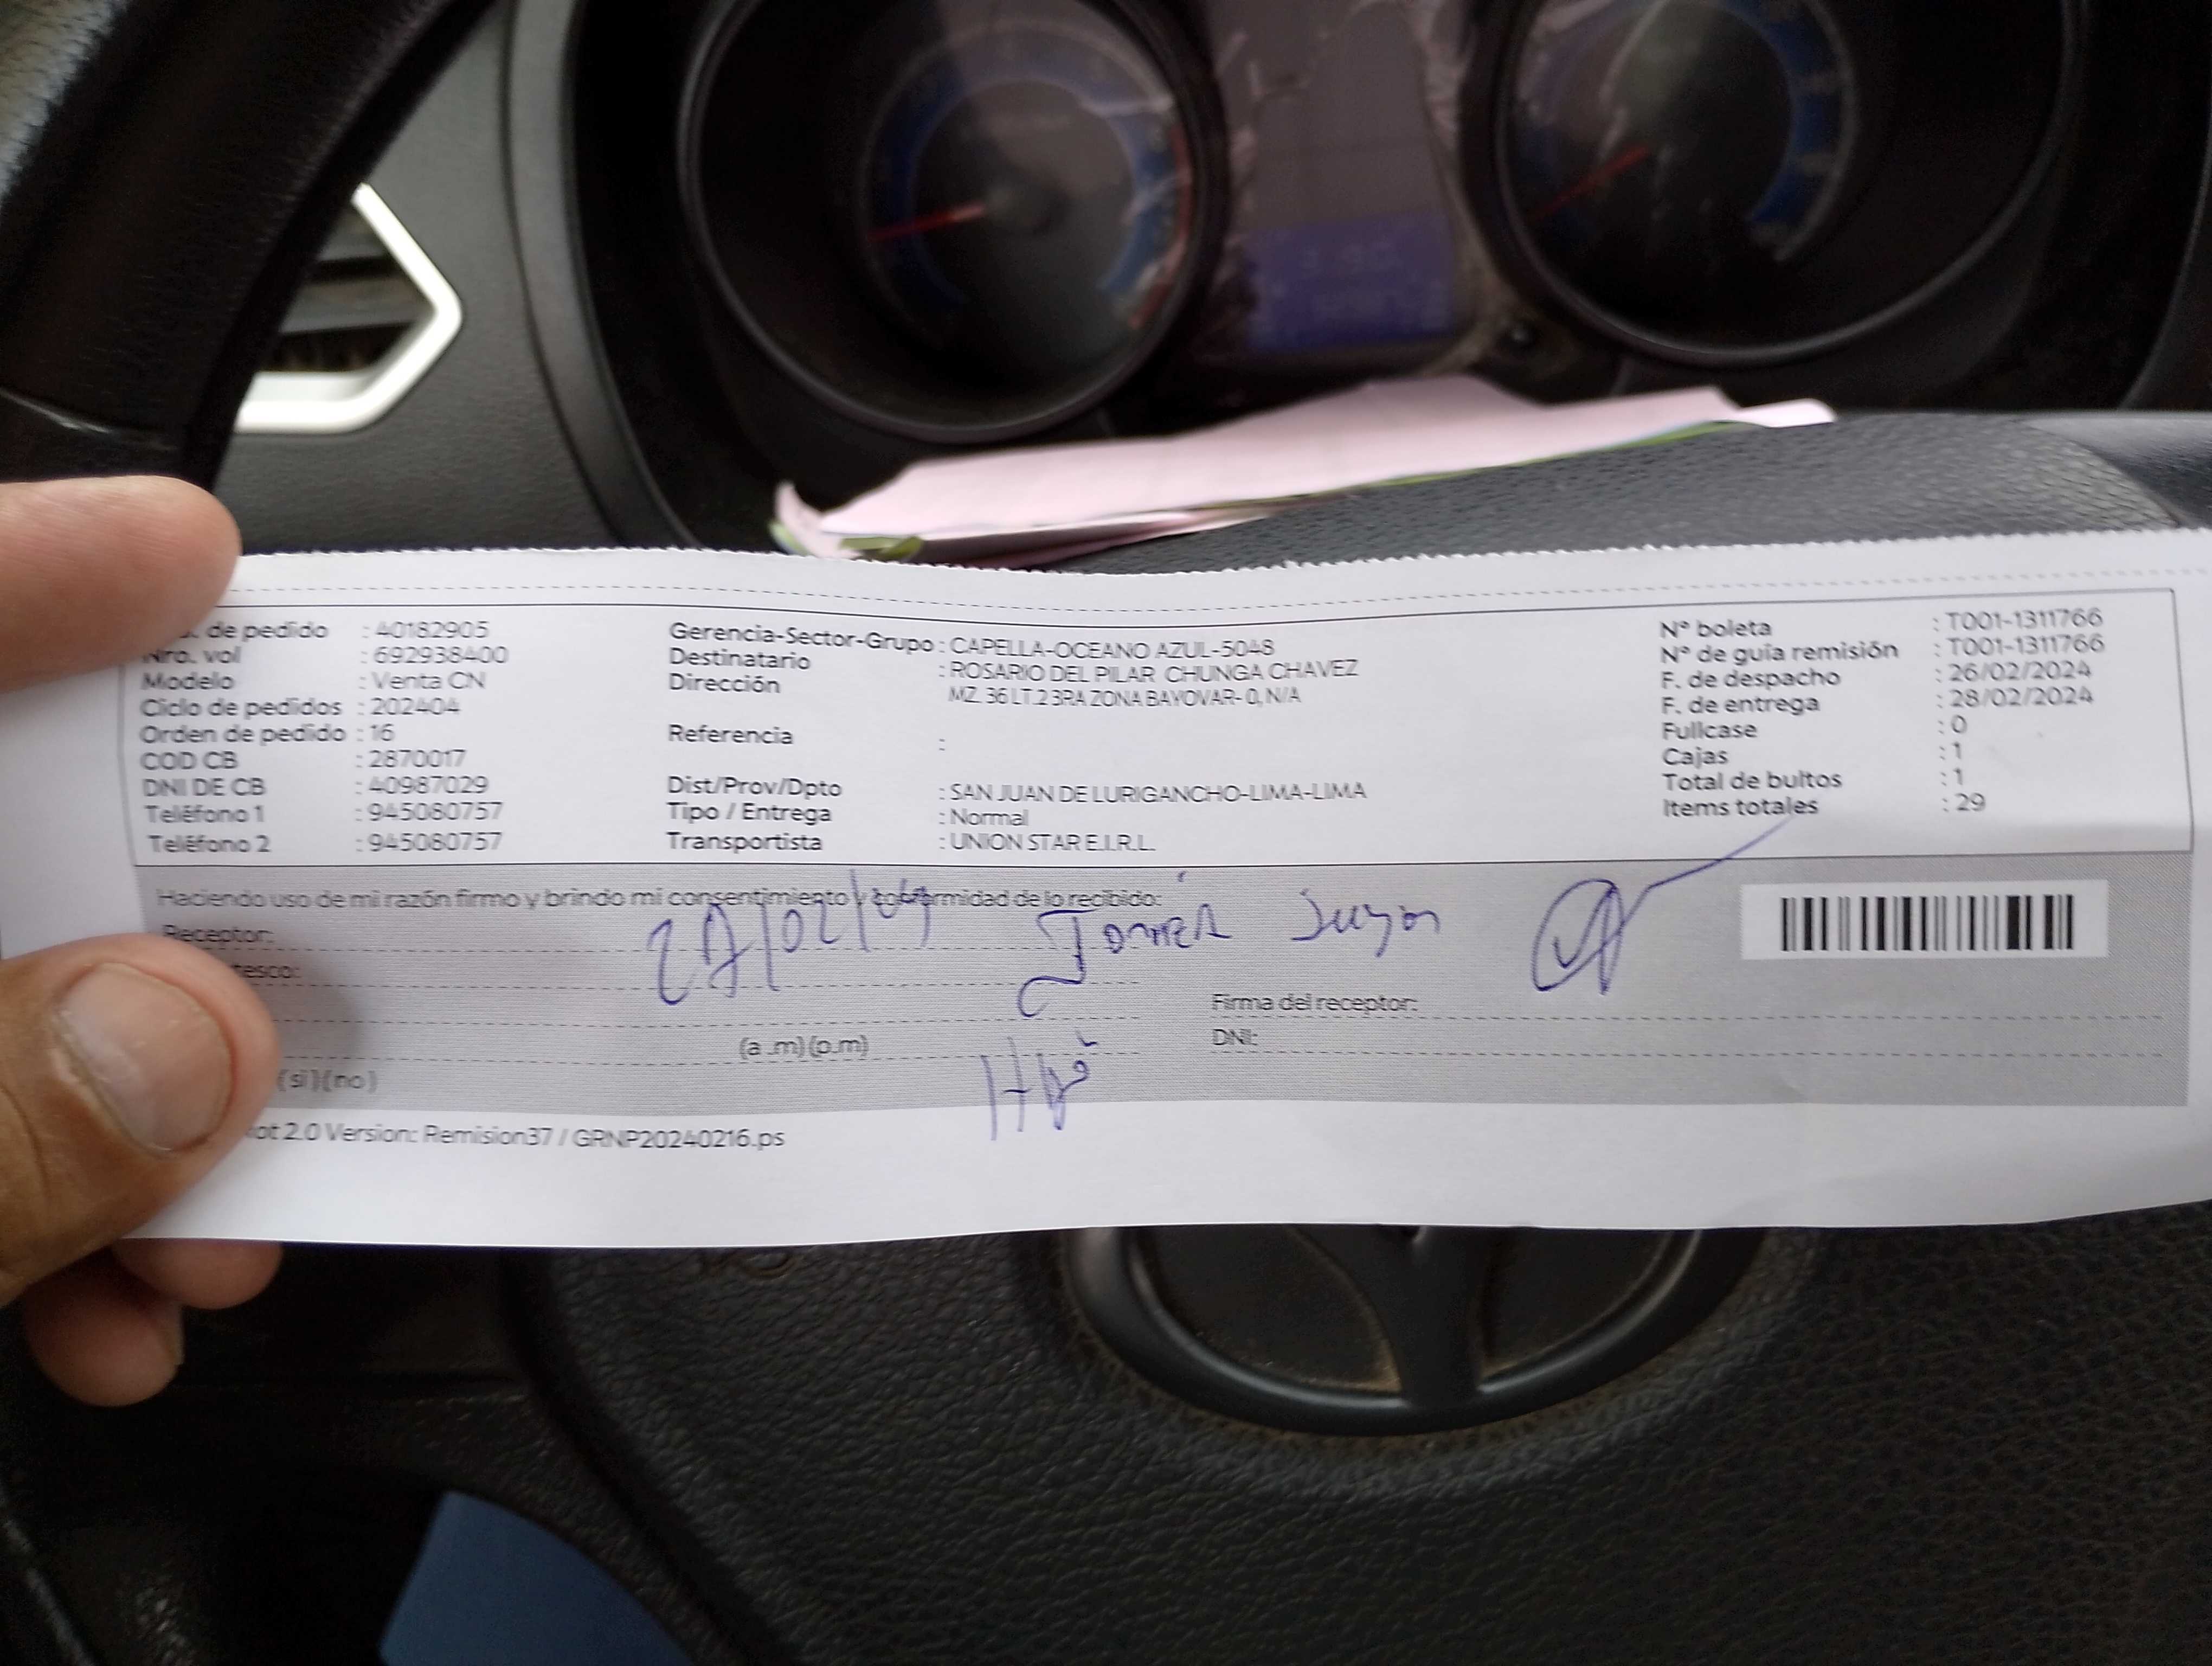 . de pedido : 40182905
Nro. vol : 692938400
Modelo : Venta CN
Ciclo de pedidos : 202404
Orden de pedido : 16
COD CB : 2870017
DNI DE CB : 40987029
Teléfono 1 : 945080757
Teléfono 2 : 945080757
Gerencia-Sector-Grupo : CAPELLA-OCEANO AZUL-5048
Destinatario : ROSARIO DEL PILAR CHUNGA CHAVEZ
Dirección MZ. 36 LT.2 3RA ZONA BAYOVAR- 0, N/A
Referencia :
Dist/Prov/Dpto : SAN JUAN DE LURIGANCHO-LIMA-LIMA
Tipo / Entrega : Normal
Transportista : UNION STAR E.I.R.L.
N° boleta : T001-1311766
N° de guía remisión : T001-1311766
F. de despacho : 26/02/2024
F. de entrega : 28/02/2024
Fullcase : 0
Cajas : 1
Total de bultos : 1
Items totales : 29
Haciendo uso de mi razón firmo y brindo mi consentimiento y conformidad de lo recibido:
Receptor:
tesco:
Firma del receptor:
(a .m) (p.m)
DNI:
(si) (no)
2.0 Version: Remision37 / GRNP20240216.ps